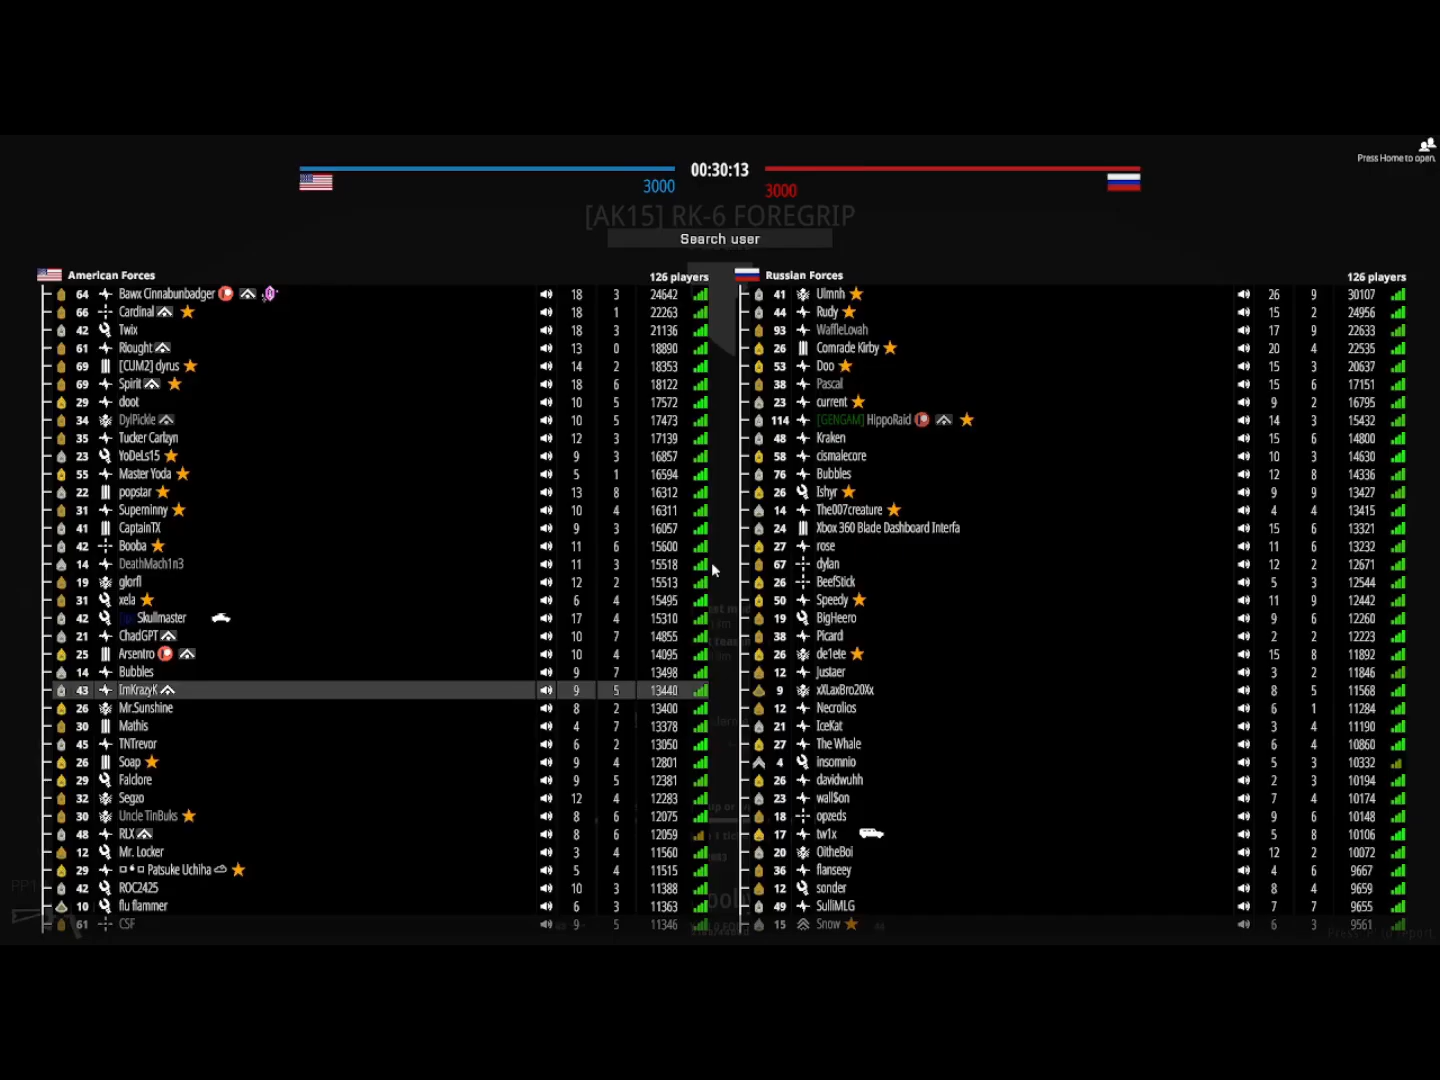 Press Home to open.
00:30:13
3000 3000
[AK15] RK-6 FOREGRIP
Search user
American Forces 126 players
64 Bawx Cinnabunbadger 18 3 24642
66 Cardinal 18 1 22263
42 Twix 18 3 21136
61 Riought 13 0 18890
69 [CUM2] dyrus 14 2 18353
69 Spirit 18 6 18122
29 doot 10 5 17572
34 DylPickle 10 5 17473
35 Tucker Carlzyn 12 3 17139
23 YoDeLs15 9 3 16857
55 Master Yoda 5 1 16594
22 popstar 13 8 16312
31 Superninny 10 4 16311
41 CaptainTX 9 3 16057
42 Booba 11 6 15600
14 DeathMach1n3 11 3 15518
19 glorfl 12 2 15513
31 xela 6 4 15495
42 Skullmaster 17 4 15310
21 ChadGPT 10 7 14855
25 Arsentro 10 4 14095
14 Bubbles 9 7 13498
43 ImKrazyK 9 5 13440
26 Mr.Sunshine 8 2 13400
30 Mathis 4 7 13378
45 TNTrevor 6 2 13050
26 Soap 9 4 12801
29 Falclore 9 5 12381
32 Segzo 12 4 12283
30 Uncle TinBuks 8 6 12075
48 RLX 8 6 12059
12 Mr. Locker 3 4 11560
29 Patsuke Uchiha 5 4 11515
42 ROC2425 10 3 11388
10 flu flammer 6 3 11363
61 CSF 9 5 11346
Russian Forces 126 players
41 Ulmnh 26 9 30107
44 Rudy 15 2 24956
93 WaffleLovah 17 9 22633
26 Comrade Kirby 20 4 22535
53 Doo 15 3 20637
38 Pascal 15 6 17151
23 current 9 2 16795
114 [GENGAM] HippoRaid 14 3 15432
48 Kraken 15 6 14800
58 cismalecore 10 3 14630
76 Bubbles 12 8 14336
26 Ishyr 9 9 13427
14 The007creature 4 4 13415
24 Xbox 360 Blade Dashboard Interfa 15 6 13321
27 rose 11 6 13232
67 dylan 12 2 12671
26 BeefStick 5 3 12544
50 Speedy 11 9 12442
19 BigHeero 9 6 12260
38 Picard 2 2 12223
26 de1ete 15 8 11892
12 Justaer 3 2 11846
9 xXLaxBro20Xx 8 5 11568
12 Necrolios 6 1 11284
21 IceKat 3 4 11190
27 The Whale 6 4 10860
4 insomnio 5 3 10332
26 davidwuhh 2 3 10194
23 wall$on 7 4 10174
18 opzeds 9 6 10148
17 tw1x 5 8 10106
20 OitheBoi 12 2 10072
36 flanseey 4 6 9667
12 sonder 8 4 9659
49 SulliMLG 7 7 9655
15 Snow 6 3 9561